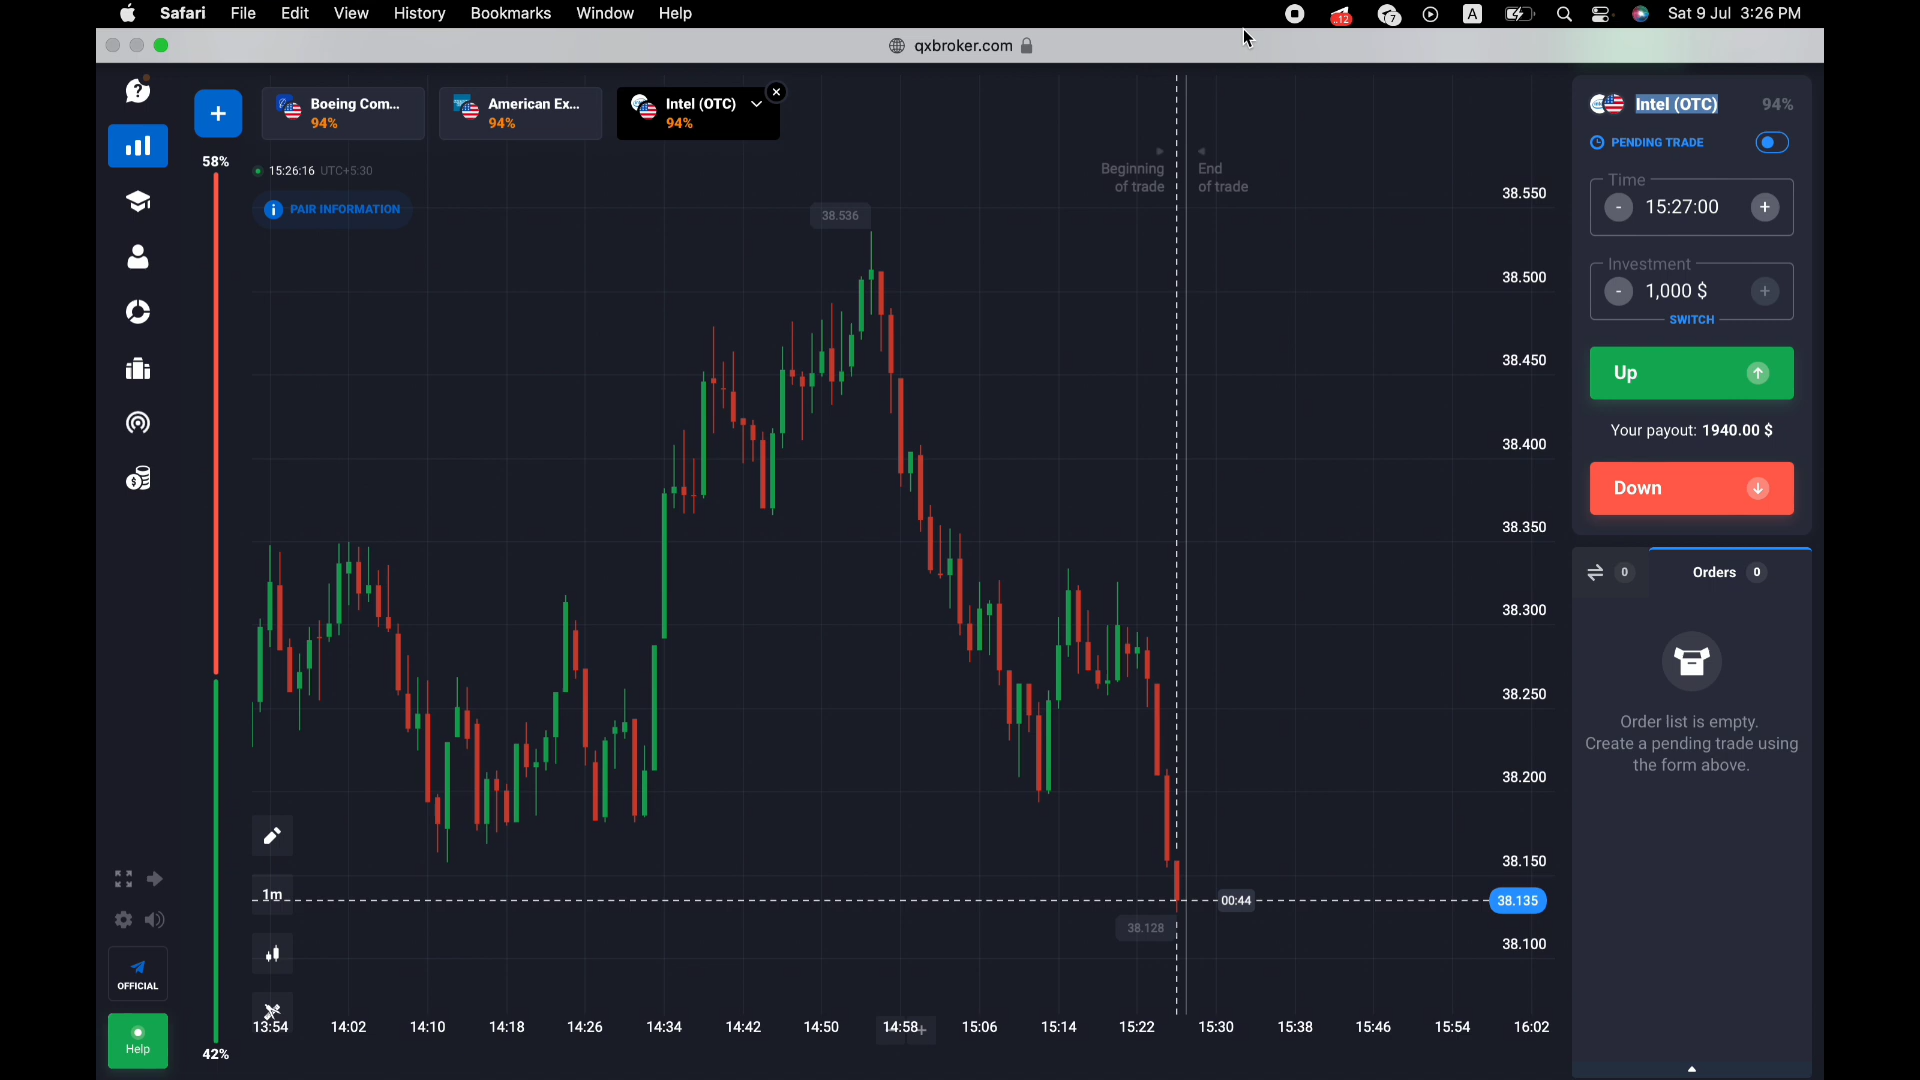 Safari File Edit View History Bookmarks Window Help
12 7 A Sat 9 Jul 3:26 PM
qxbroker.com
?
+
Boeing Com...
94%
American Ex...
94%
Intel (OTC)
94%
58%
15:26:16 UTC+5:30
PAIR INFORMATION
Beginning
of trade
End
of trade
38.536
38.550
38.500
38.450
38.400
38.350
38.300
38.250
38.200
38.150
38.135
38.100
1m
00:44
38.128
13:54 14:02 14:10 14:18 14:26 14:34 14:42 14:50 14:58 + 15:06 15:14 15:22 15:30 15:38 15:46 15:54 16:02
OFFICIAL
Help
42%
Intel (OTC) 94%
PENDING TRADE
Time
- 15:27:00 +
Investment
- 1,000 $ +
SWITCH
Up
Your payout: 1940.00 $
Down
0
Orders 0
Order list is empty.
Create a pending trade using
the form above.